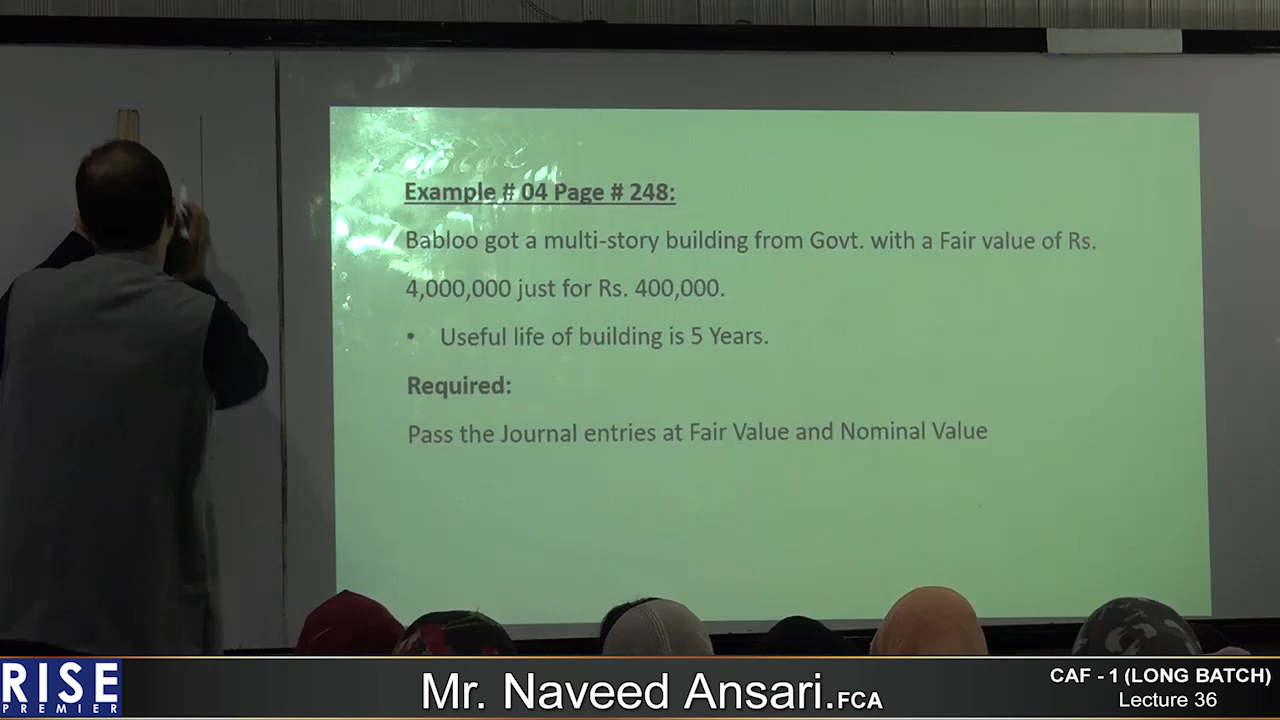 Example # 04 Page # 248:
Babloo got a multi-story building from Govt. with a Fair value of Rs.
4,000,000 just for Rs. 400,000.
• Useful life of building is 5 Years.
Required:
Pass the Journal entries at Fair Value and Nominal Value
RISE
PREMIER
Mr. Naveed Ansari.FCA
CAF - 1 (LONG BATCH)
Lecture 36